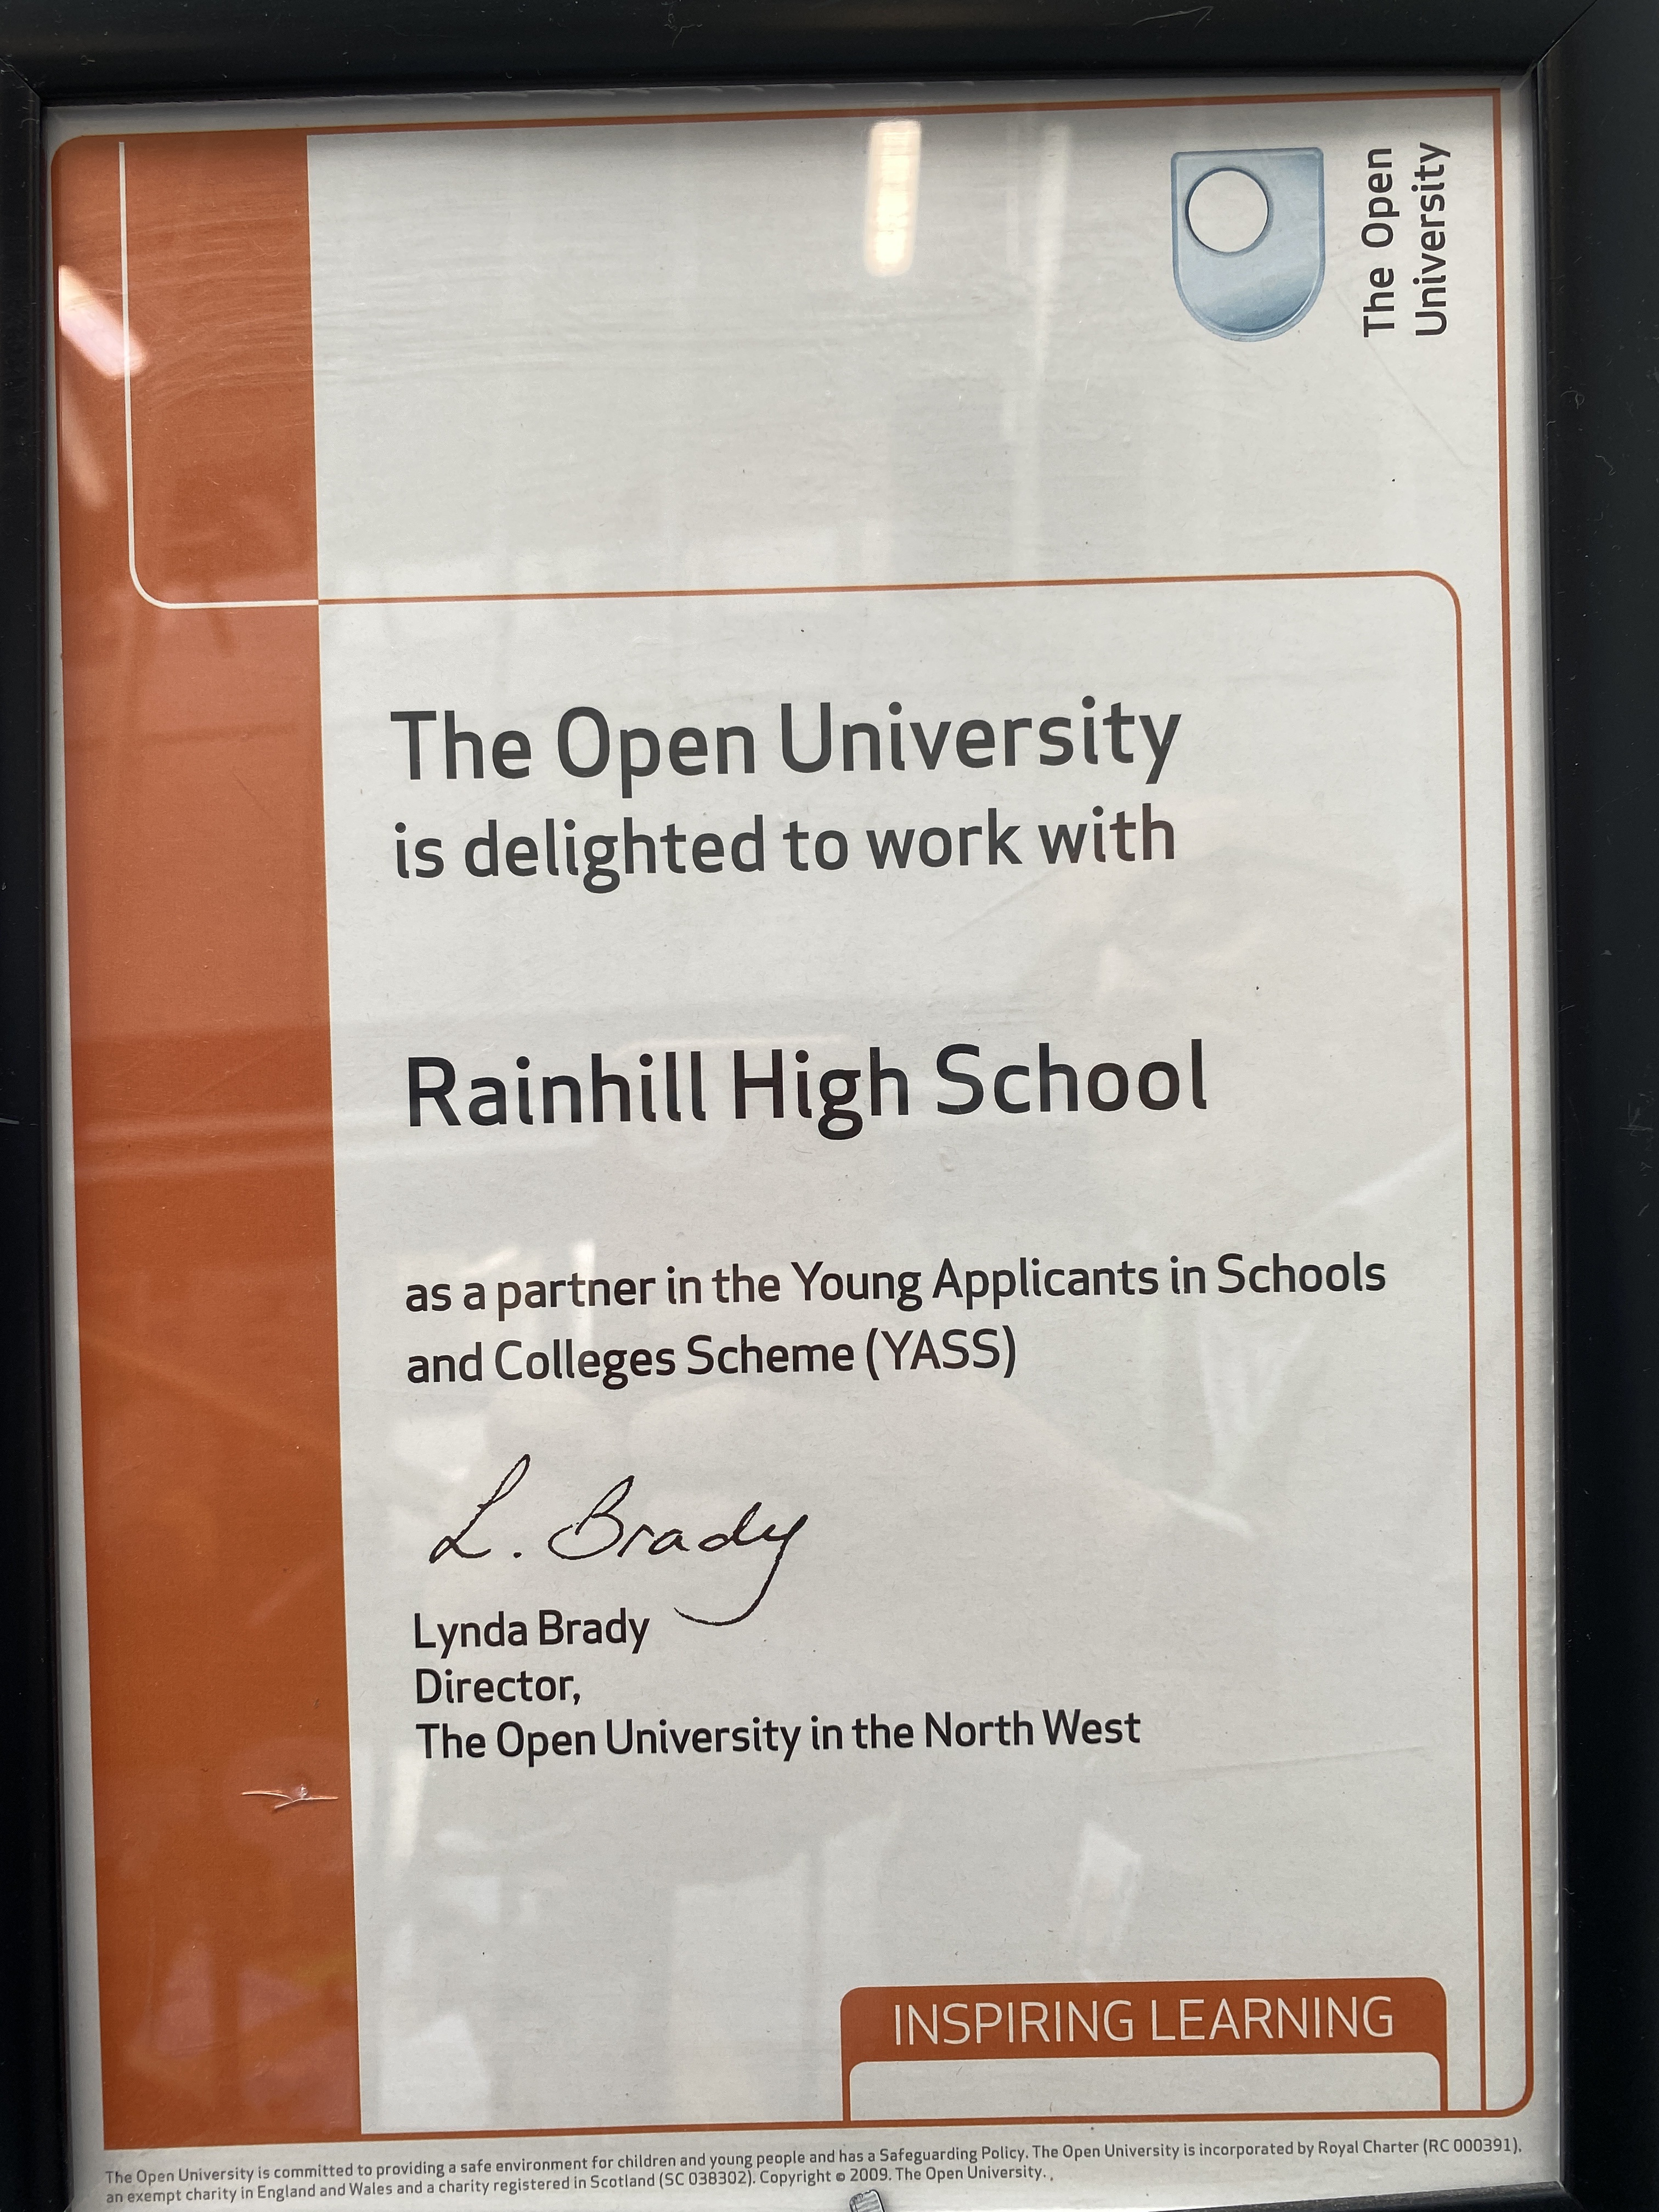 The Open
University
The Open University
is delighted to work with
Rainhill High School
as a partner in the Young Applicants in Schools
and Colleges Scheme (YASS)
L. Brady
Lynda Brady
Director,
The Open University in the North West
INSPIRING LEARNING
The Open University is committed to providing a safe environment for children and young people and has a Safeguarding Policy. The Open University is incorporated by Royal Charter (RC 000391),
an exempt charity in England and Wales and a charity registered in Scotland (SC 038302). Copyright © 2009. The Open University.